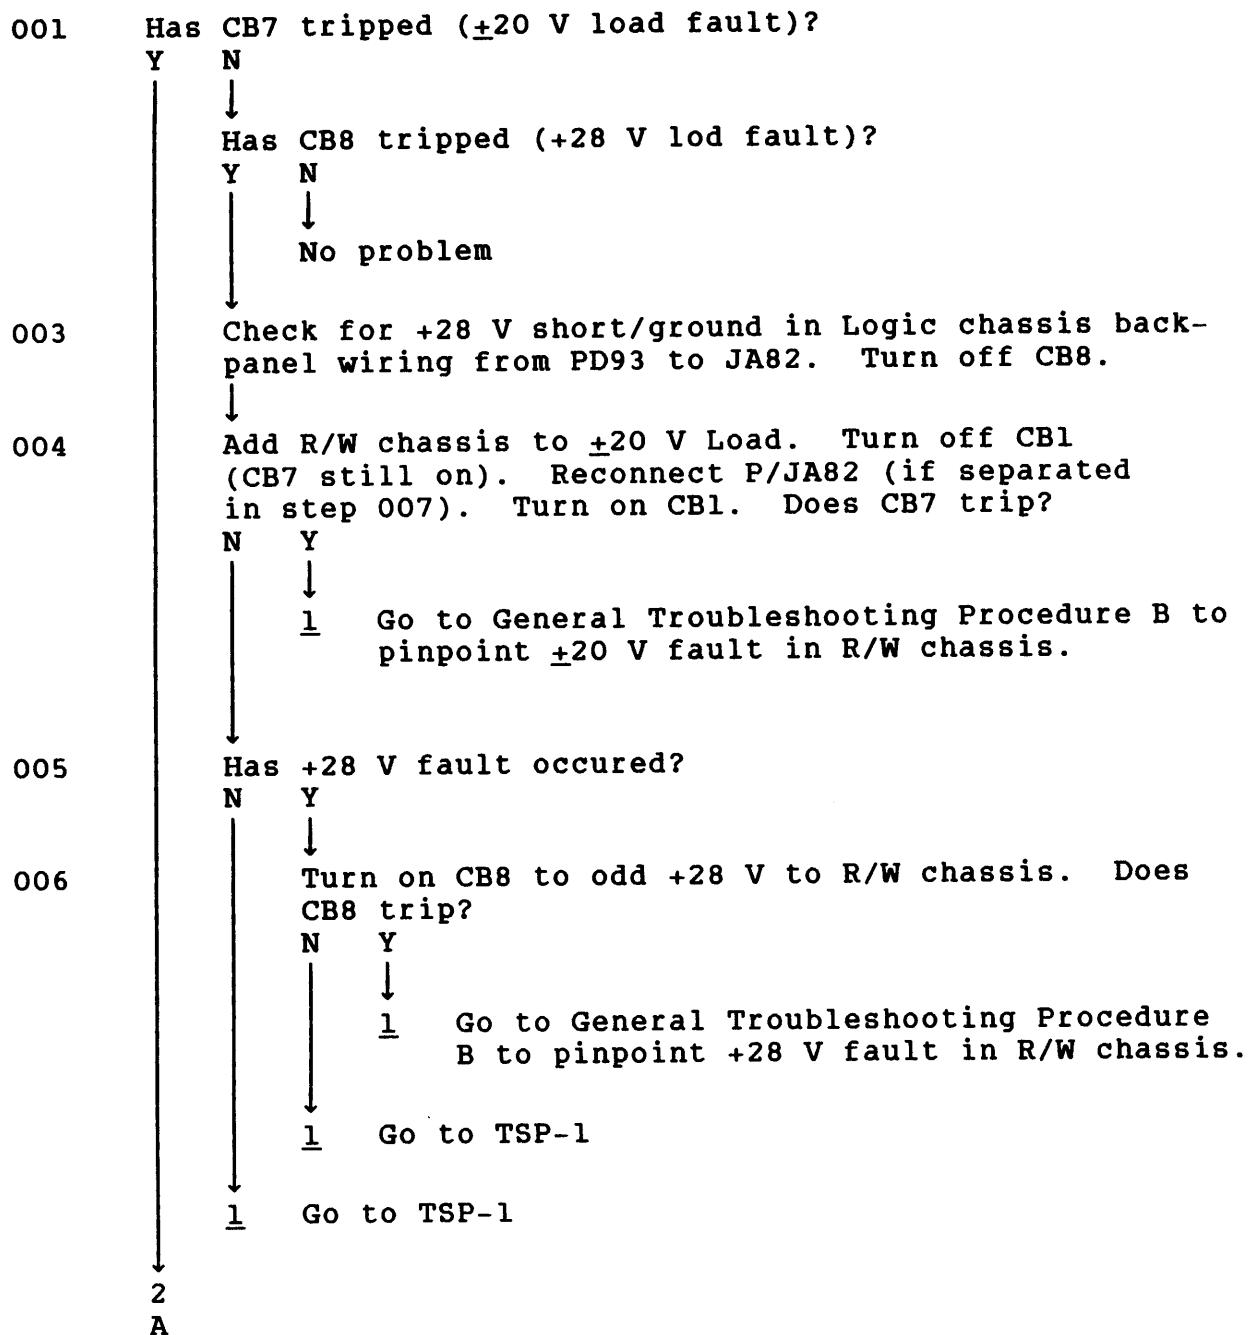 001 Has CB7 tripped (±20 V load fault)?
Y N
Has CB8 tripped (+28 V lod fault)?
Y N
No problem
003 Check for +28 V short/ground in Logic chassis back-
panel wiring from PD93 to JA82. Turn off CB8.
004 Add R/W chassis to ±20 V Load. Turn off CB1
(CB7 still on). Reconnect P/JA82 (if separated
in step 007). Turn on CB1. Does CB7 trip?
N Y
1 Go to General Troubleshooting Procedure B to
pinpoint ±20 V fault in R/W chassis.
005 Has +28 V fault occured?
N Y
006 Turn on CB8 to odd +28 V to R/W chassis. Does
CB8 trip?
N Y
1 Go to General Troubleshooting Procedure
B to pinpoint +28 V fault in R/W chassis.
1 Go to TSP-1
1 Go to TSP-1
2
A